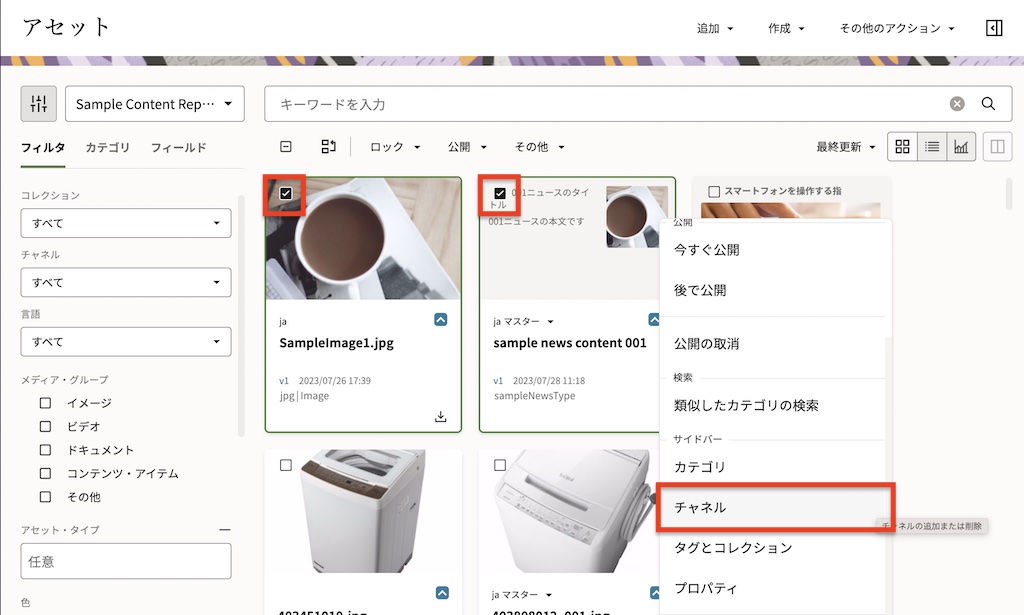 アセット
追加
作成
その他のアクション
Sample Content Rep…
キーワードを入力
フィルタ
カテゴリ
フィールド
ロック
公開
その他
最終更新
コレクション
すべて
チャネル
すべて
言語
すべて
メディア・グループ
イメージ
ビデオ
ドキュメント
コンテンツ・アイテム
その他
アセット・タイプ
任意
色
ja
SampleImage1.jpg
v1 2023/07/26 17:39
jpg | Image
001ニュースのタイ
トル
001ニュースの本文です
ja マスター
sample news content 001
v1 2023/07/28 11:18
sampleNewsType
スマートフォンを操作する指
公開
今すぐ公開
後で公開
公開の取消
検索
類似したカテゴリの検索
サイドバー
カテゴリ
チャネル
チャネルの追加または削除
タグとコレクション
プロパティ
ja マスター